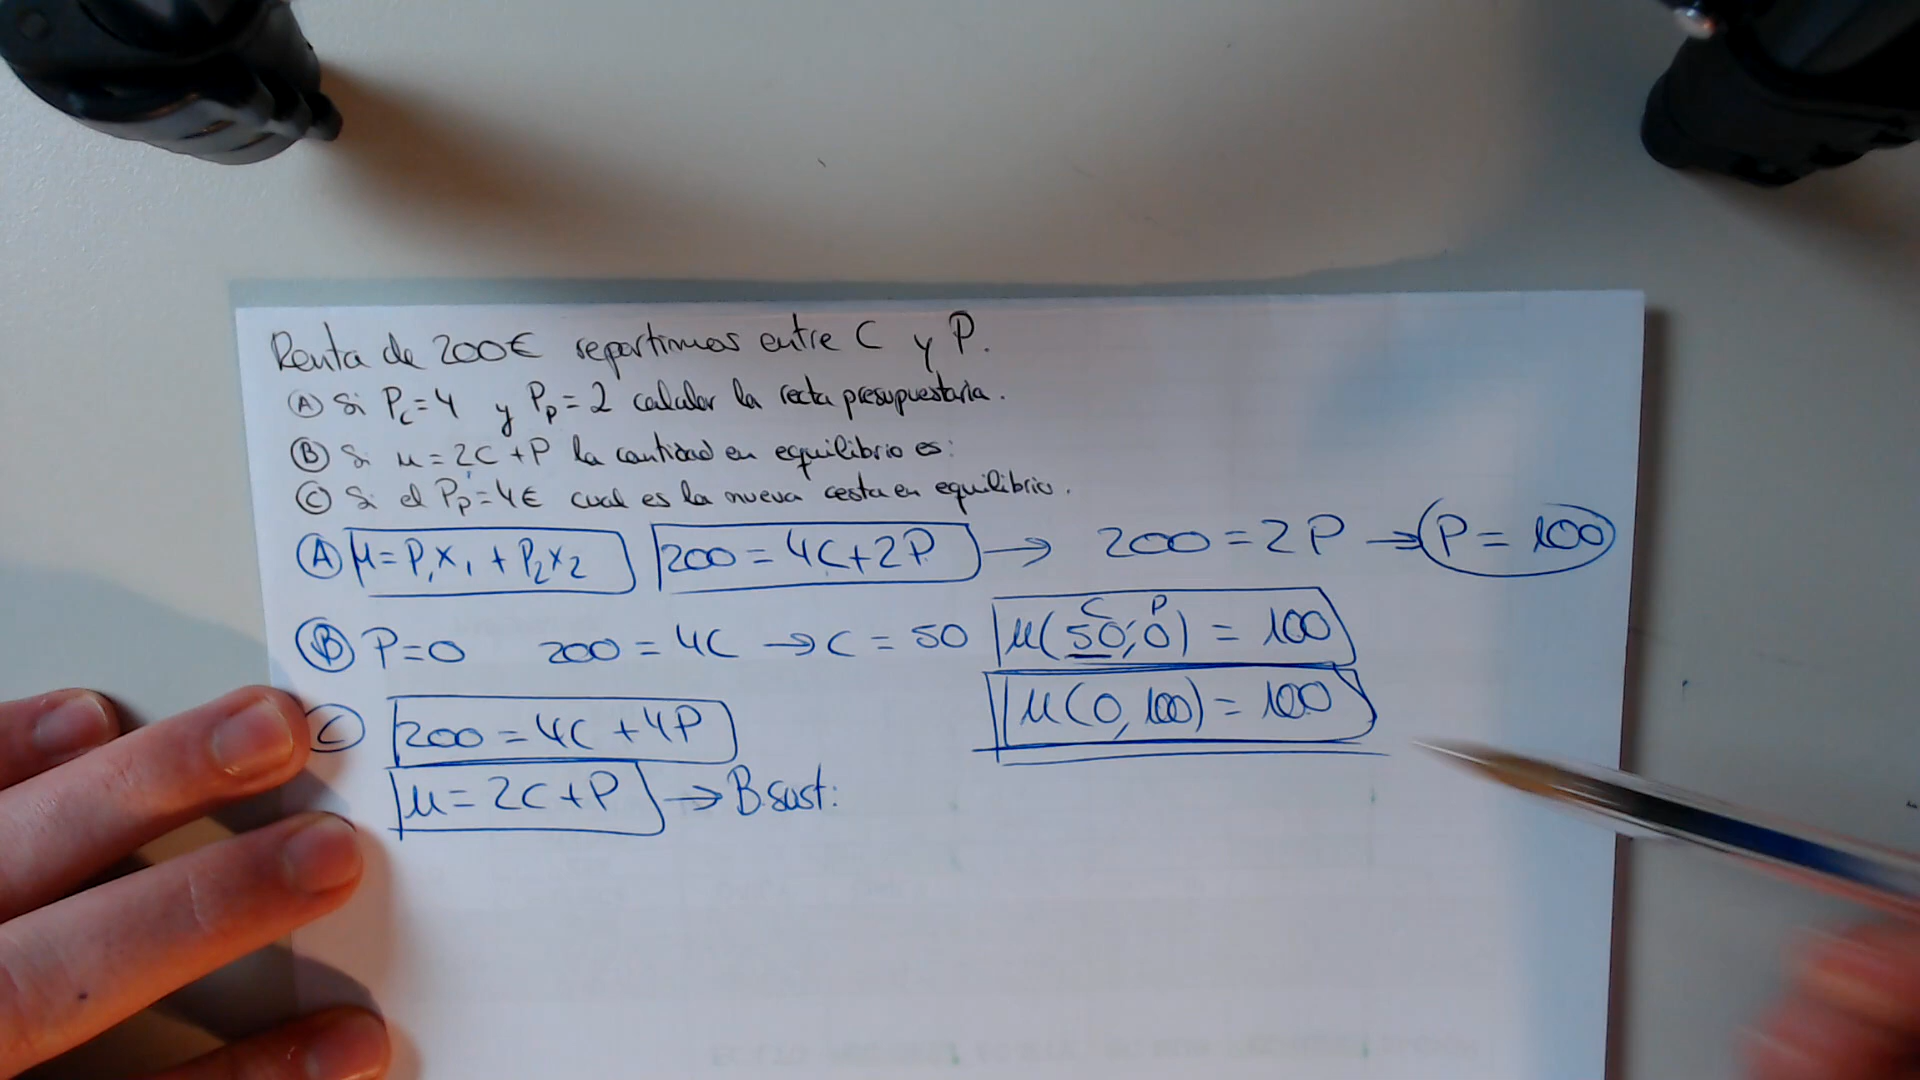 Renta de 200€ repartimos entre C y P.
Ⓐ Si Pc=4 y Pp=2 calcular la recta presupuestaria.
Ⓑ Si u=2C+P la cantidad en equilibrio es:
Ⓒ Si el Pp=4€ cual es la nueva cesta en equilibrio.
Ⓐ μ=P₁x₁+P₂x₂ 200=4C+2P → 200=2P → P=100
Ⓑ P=0 200=4C → C=50 μ(50;0)=100
C P
μ(0,100)=100
Ⓒ 200=4C+4P
μ=2C+P → B.sust: